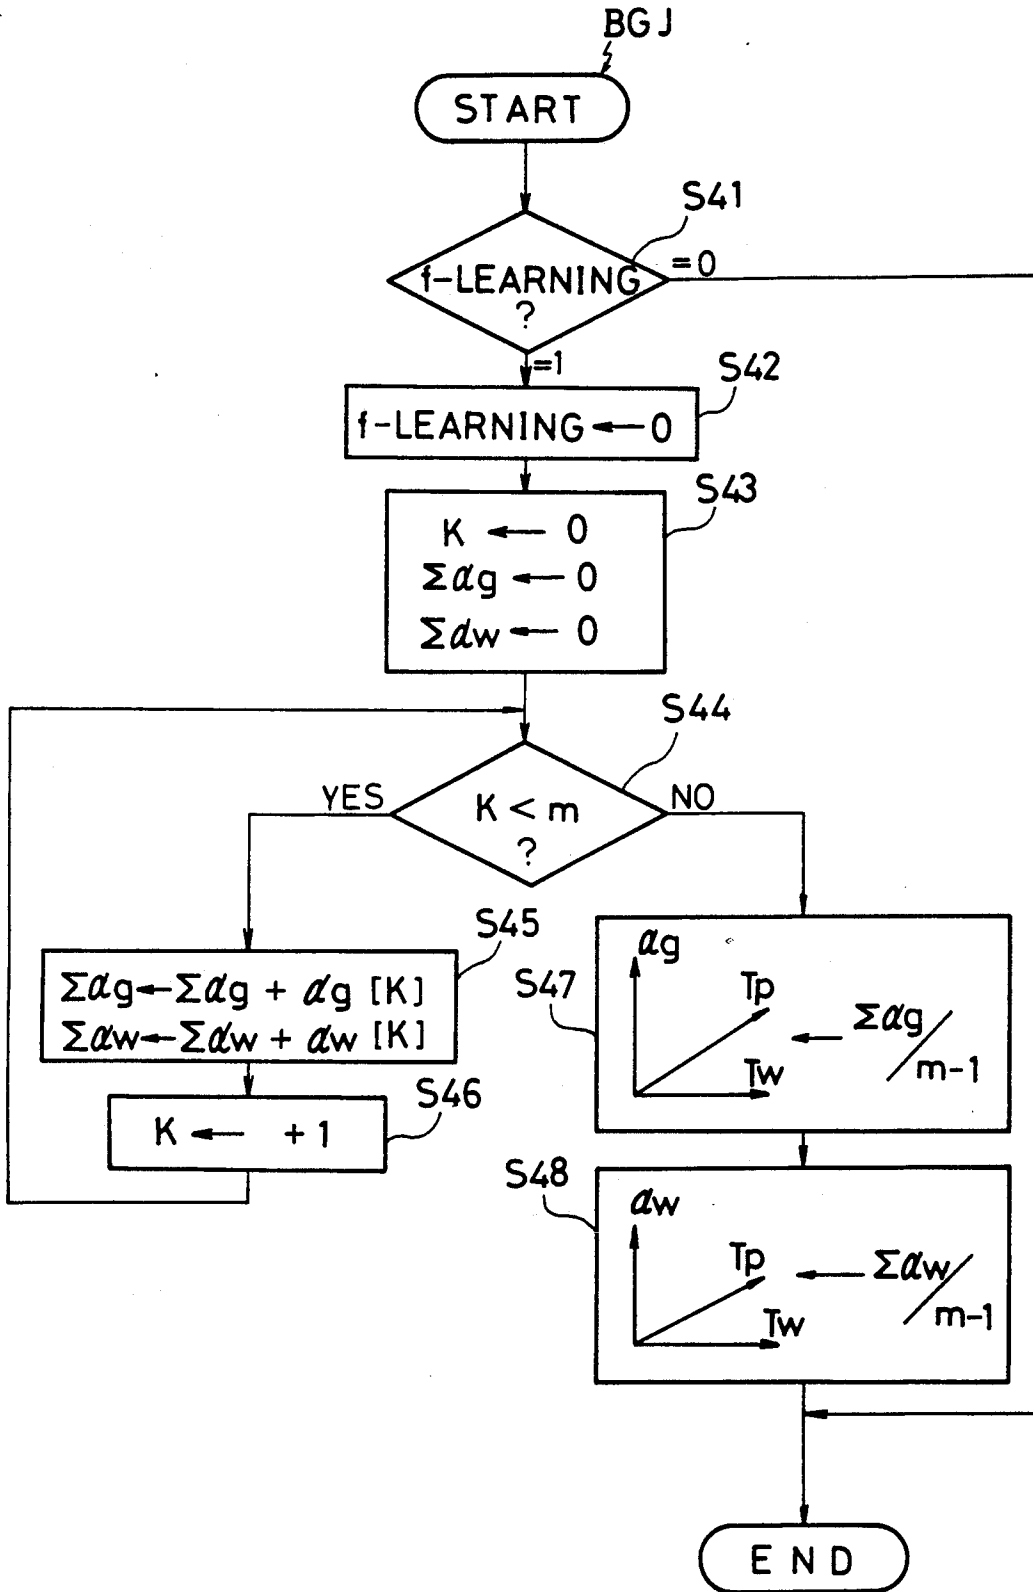 BGJ
START
S41
f-LEARNING
?
=0
=1
S42
f-LEARNING ← 0
S43
K ← 0
Σαg ← 0
Σαw ← 0
S44
YES
K < m
?
NO
S45
Σαg←Σαg + αg [K]
Σαw←Σαw + αw [K]
S46
K ← +1
S47
αg
Tp
Tw
← Σαg/m-1
S48
αw
Tp
Tw
← Σαw/m-1
END